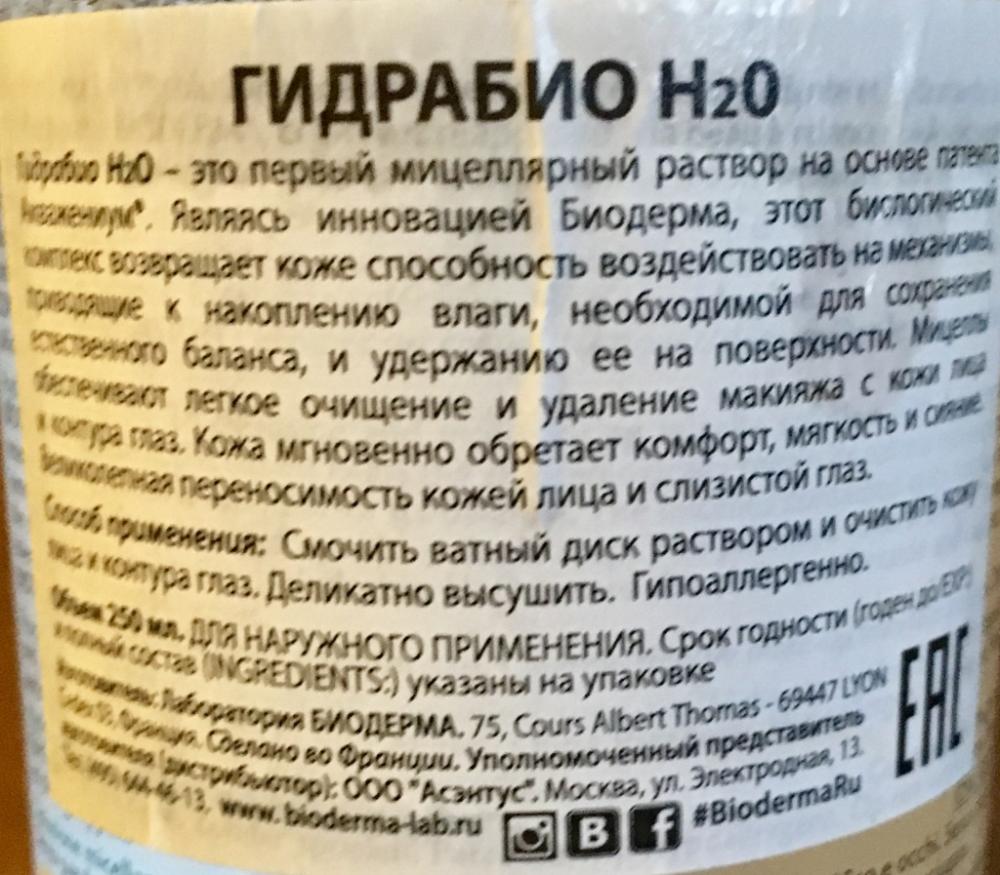 ГИДРАБИО H2O
Гидрабио H2O – это первый мицеллярный раствор на основе патента
Аквагениум®. Являясь инновацией Биодерма, этот биологический
комплекс возвращает коже способность воздействовать на механизмы,
приводящие к накоплению влаги, необходимой для сохранения
естественного баланса, и удержанию ее на поверхности. Мицеллы
обеспечивают легкое очищение и удаление макияжа с кожи лица
и контура глаз. Кожа мгновенно обретает комфорт, мягкость и сияние.
Великолепная переносимость кожей лица и слизистой глаз.
Способ применения: Смочить ватный диск раствором и очистить кожу
лица и контура глаз. Деликатно высушить. Гипоаллергенно.
Объем 250 мл. ДЛЯ НАРУЖНОГО ПРИМЕНЕНИЯ. Срок годности (годен до/EXP)
и полный состав (INGREDIENTS:) указаны на упаковке
Изготовитель: Лаборатория БИОДЕРМА. 75, Cours Albert Thomas - 69447 LYON
Cedex 03, Франция. Сделано во Франции. Уполномоченный представитель
изготовителя (дистрибьютор): ООО "Асэнтус". Москва, ул. Электродная, 13.
644-46-13, www.bioderma-lab.ru
#BiodermaRu
EAC
e occhi.